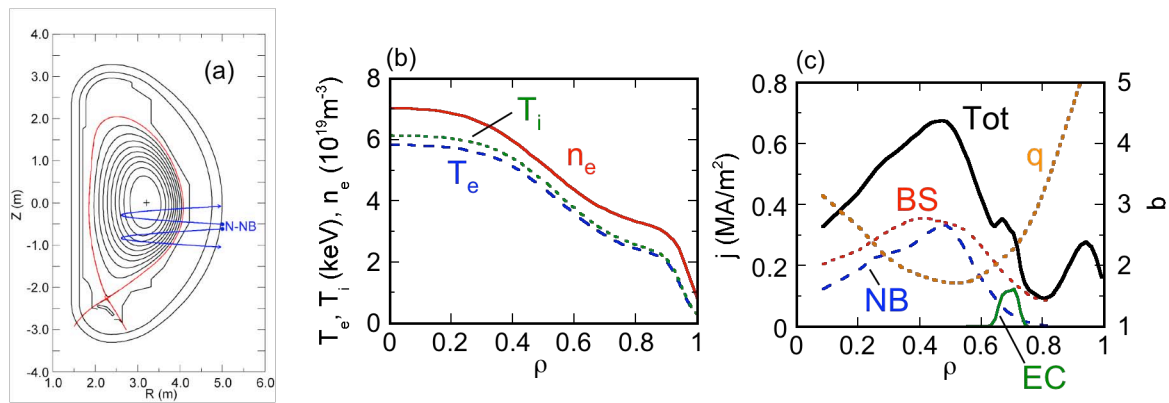 (a)
Z (m)
4.0
3.0
2.0
1.0
0.0
-1.0
-2.0
-3.0
-4.0
N-NB
1.0 2.0 3.0 4.0 5.0 6.0
R (m)
(b)
T_e, T_i (keV), n_e (10^19 m^-3)
8
6
4
2
0
T_i
n_e
T_e
0 0.2 0.4 0.6 0.8 1
ρ
(c)
j (MA/m²)
0.8
0.6
0.4
0.2
0
Tot
q
BS
NB
EC
5
4
3
2
1
q
0 0.2 0.4 0.6 0.8 1
ρ